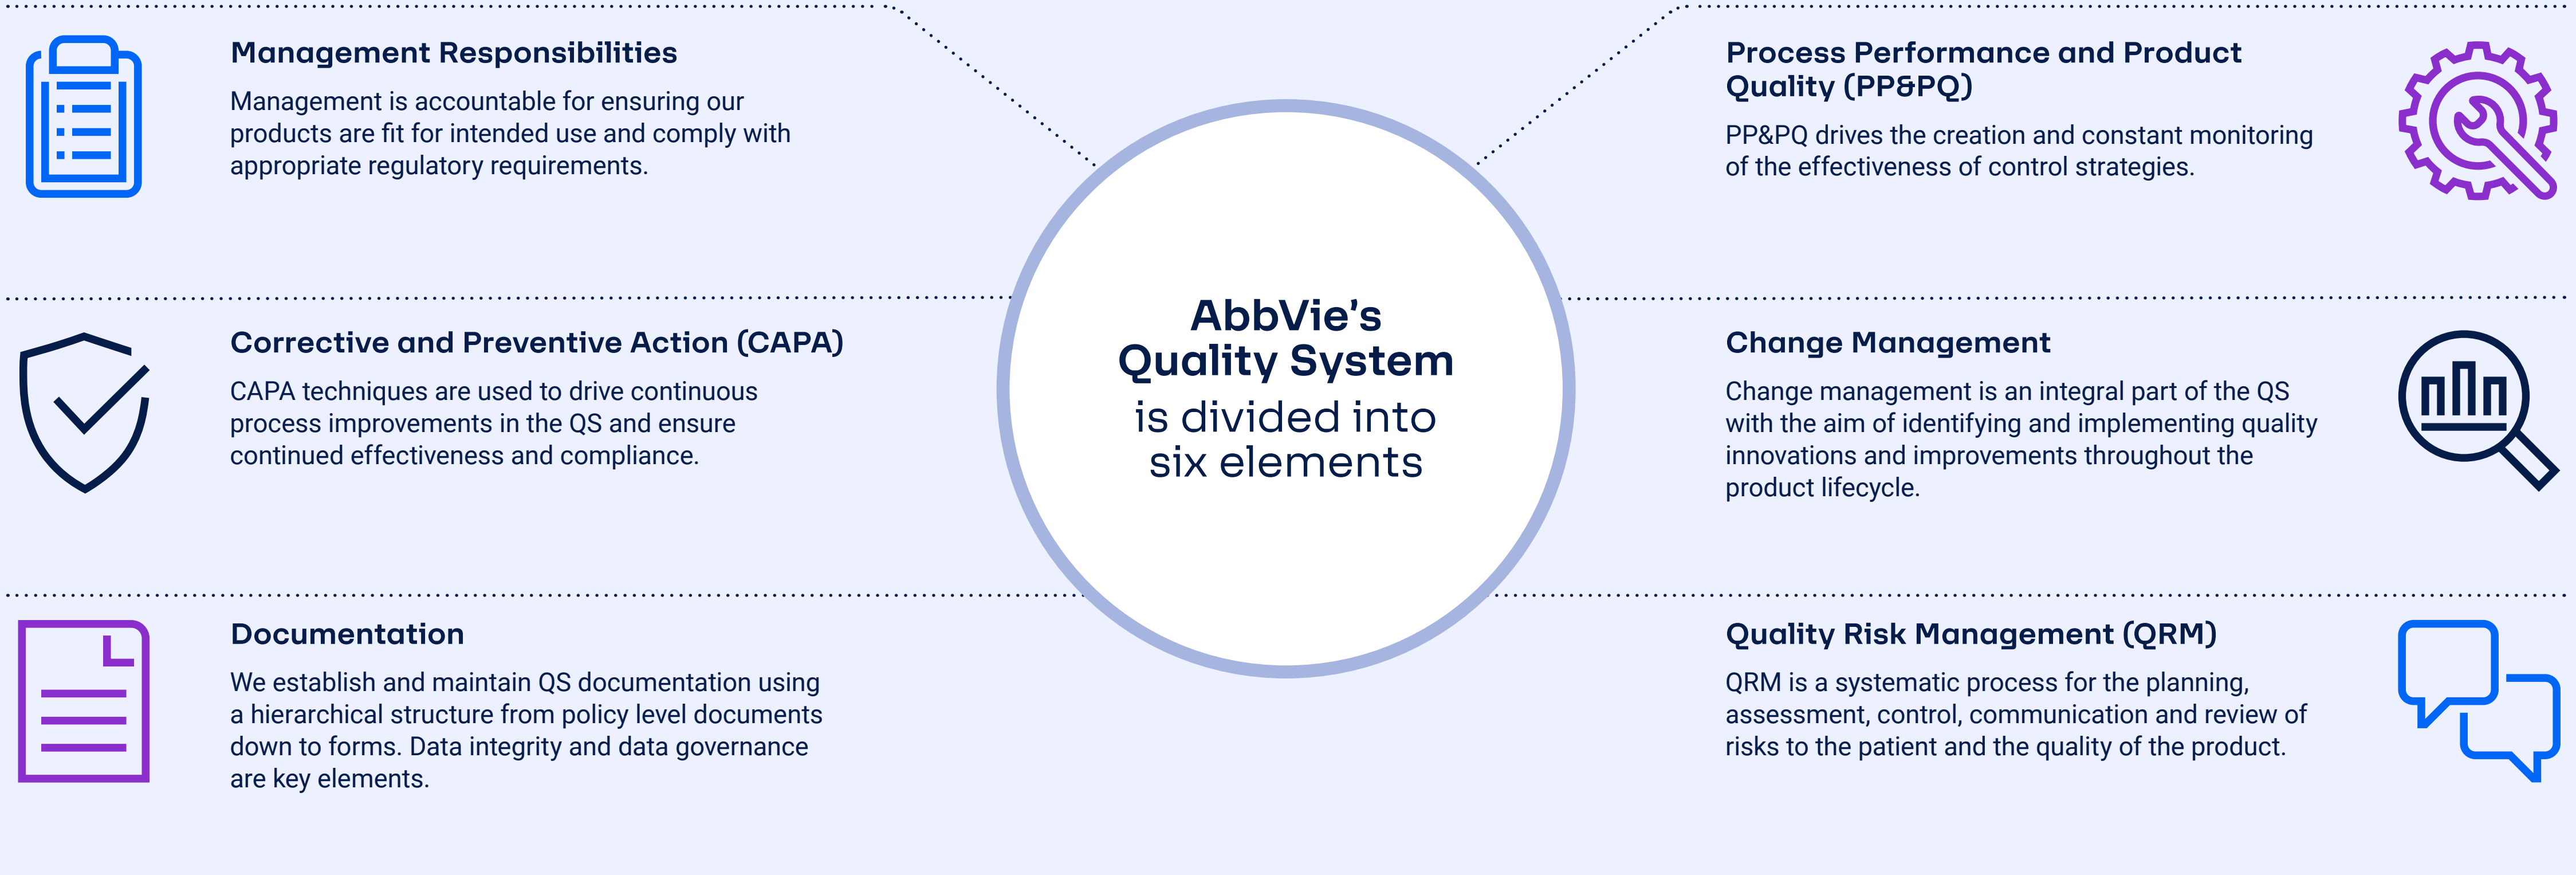 Management Responsibilities
Management is accountable for ensuring our
products are fit for intended use and comply with
appropriate regulatory requirements.
Corrective and Preventive Action (CAPA)
CAPA techniques are used to drive continuous
process improvements in the QS and ensure
continued effectiveness and compliance.
Documentation
We establish and maintain QS documentation using
a hierarchical structure from policy level documents
down to forms. Data integrity and data governance
are key elements.
AbbVie’s
Quality System
is divided into
six elements
Process Performance and Product
Quality (PP&PQ)
PP&PQ drives the creation and constant monitoring
of the effectiveness of control strategies.
Change Management
Change management is an integral part of the QS
with the aim of identifying and implementing quality
innovations and improvements throughout the
product lifecycle.
Quality Risk Management (QRM)
QRM is a systematic process for the planning,
assessment, control, communication and review of
risks to the patient and the quality of the product.